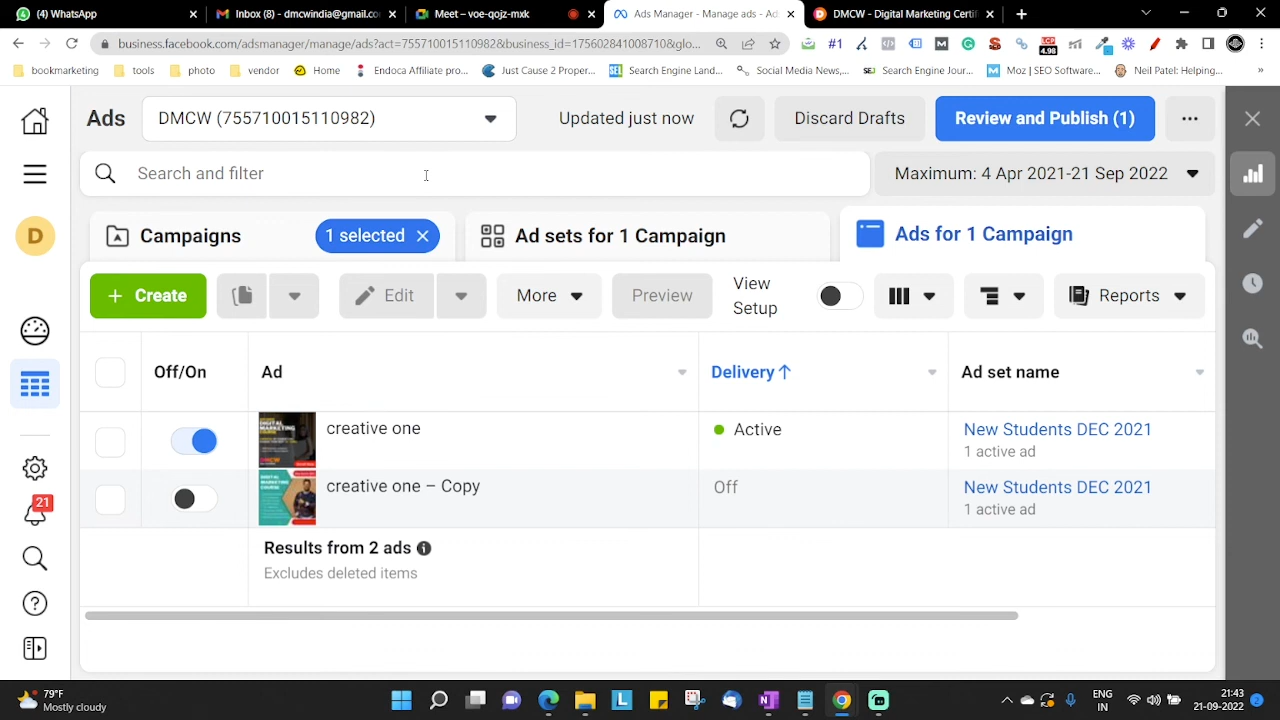 (4) WhatsApp
Inbox (8) - dmcwindia@gmail.co
Meet – voe-qojz-mxk
Ads Manager - Manage ads - Ad
DMCW - Digital Marketing Certifi
business.facebook.com/adsmanager/manage/ads?act=755710015110982&business_id=175602841008710&glo...
#1
LCP
4.98
bookmarketing
tools
photo
vendor
Home
Endoca Affiliate pro...
Just Cause 2 Proper...
Search Engine Land...
Social Media News,...
Search Engine Jour...
Moz | SEO Software...
Neil Patel: Helping...
»
Ads
DMCW (755710015110982)
Updated just now
Discard Drafts
Review and Publish (1)
Search and filter
Maximum: 4 Apr 2021-21 Sep 2022
D
Campaigns
1 selected
Ad sets for 1 Campaign
Ads for 1 Campaign
+ Create
Edit
More
Preview
View
Setup
Reports
Off/On
Ad
Delivery ↑
Ad set name
creative one
Active
New Students DEC 2021
1 active ad
creative one – Copy
Off
New Students DEC 2021
1 active ad
21
Results from 2 ads
Excludes deleted items
79°F
Mostly cloudy
ENG
IN
21:43
21-09-2022
2